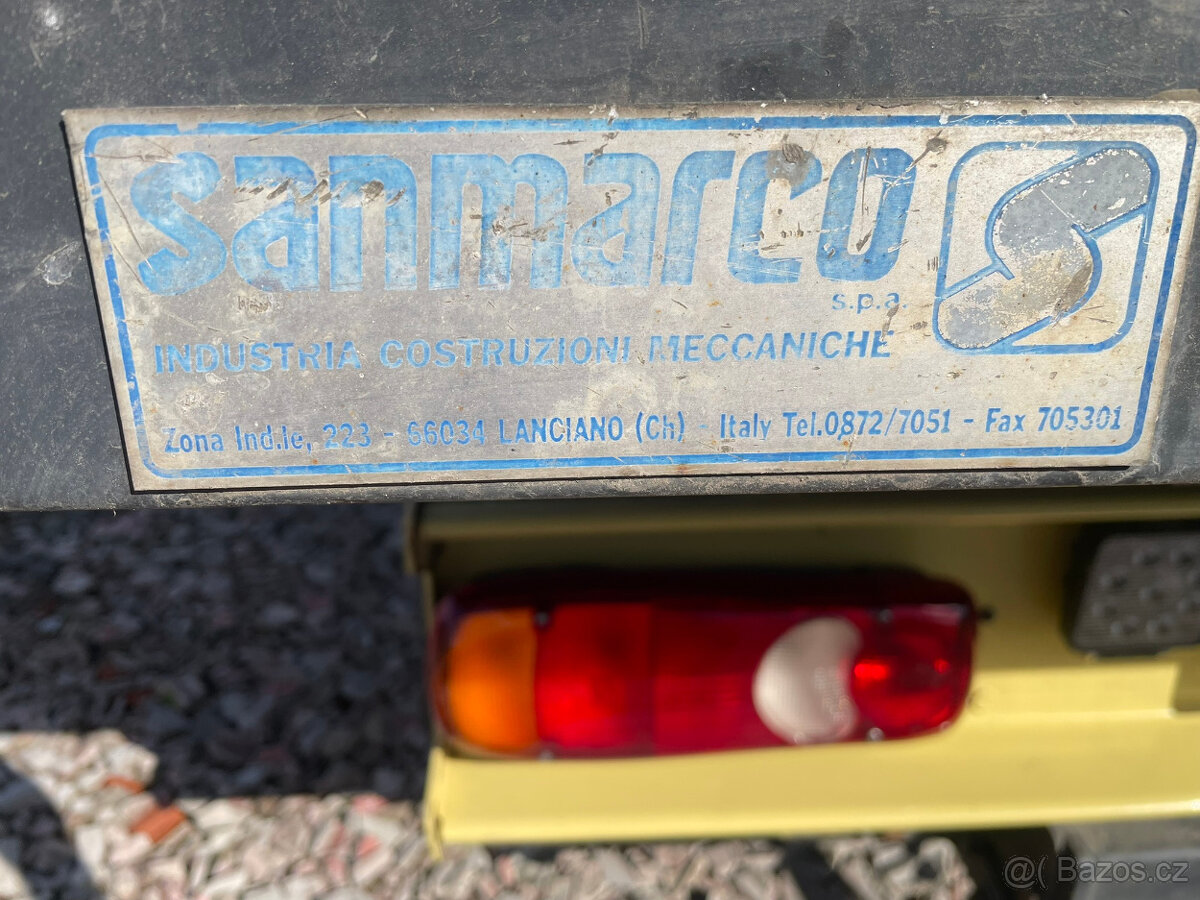 sanmarco
s.p.a.
INDUSTRIA COSTRUZIONI MECCANICHE
Zona Ind.le, 223 - 66034 LANCIANO (Ch) - Italy Tel.0872/7051 - Fax 705301
Bazos.cz